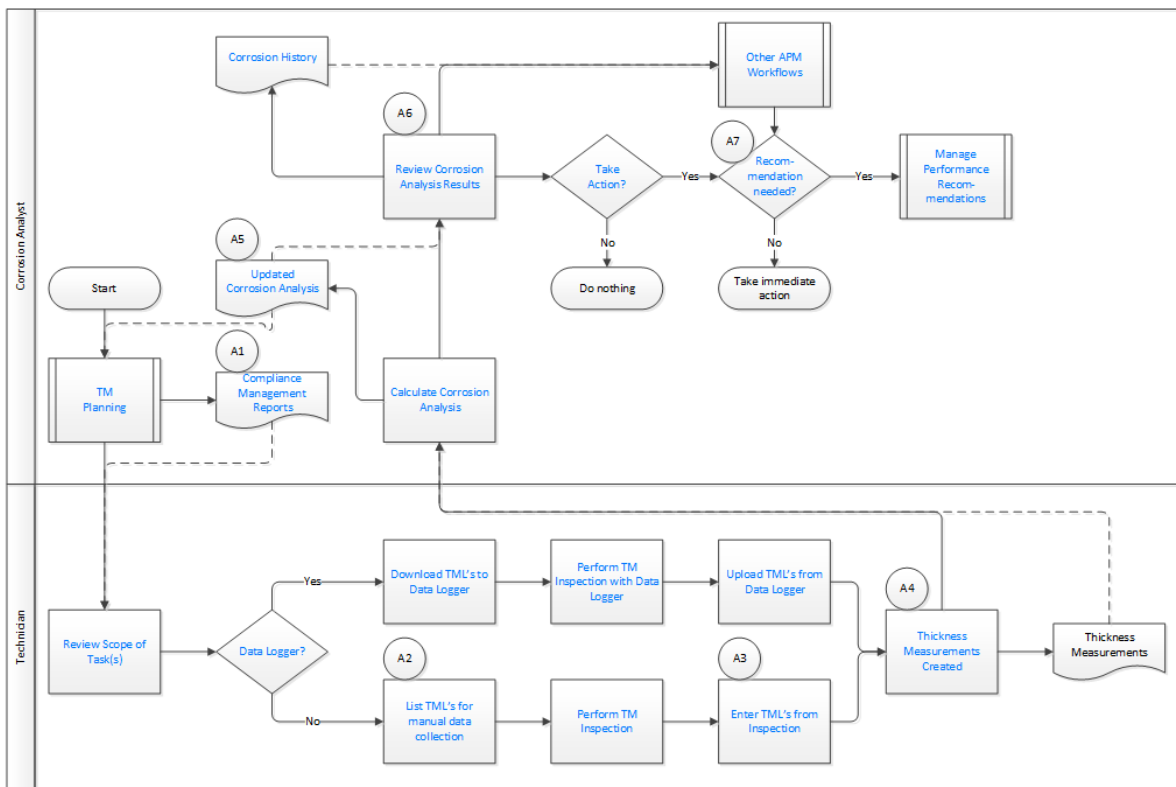 Corrosion Analyst
Corrosion History
Other APM
Workflows
A6
A7
Review Corrosion
Analysis Results
Take
Action?
Yes
Recom-
mendation
needed?
Yes
Manage
Performance
Recom-
mendations
A5
No
No
Start
Updated
Corrosion Analysis
Do nothing
Take immediate
action
A1
TM
Planning
Compliance
Management
Reports
Calculate Corrosion
Analysis
Technician
Yes
Download TML's to
Data Logger
Perform TM
Inspection with Data
Logger
Upload TML's from
Data Logger
A4
Review Scope of
Task(s)
Data Logger?
A2
A3
Thickness
Measurements
Created
Thickness
Measurements
No
List TML's for
manual data
collection
Perform TM
Inspection
Enter TML's from
Inspection